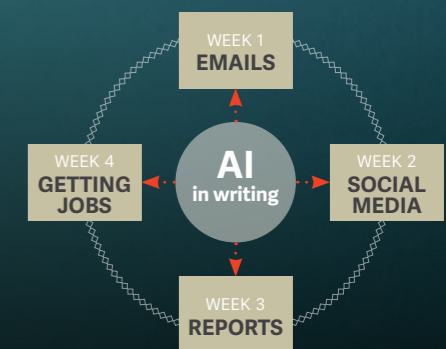 WEEK 1
EMAILS
AI
in writing
WEEK 2
SOCIAL
MEDIA
WEEK 3
REPORTS
WEEK 4
GETTING
JOBS